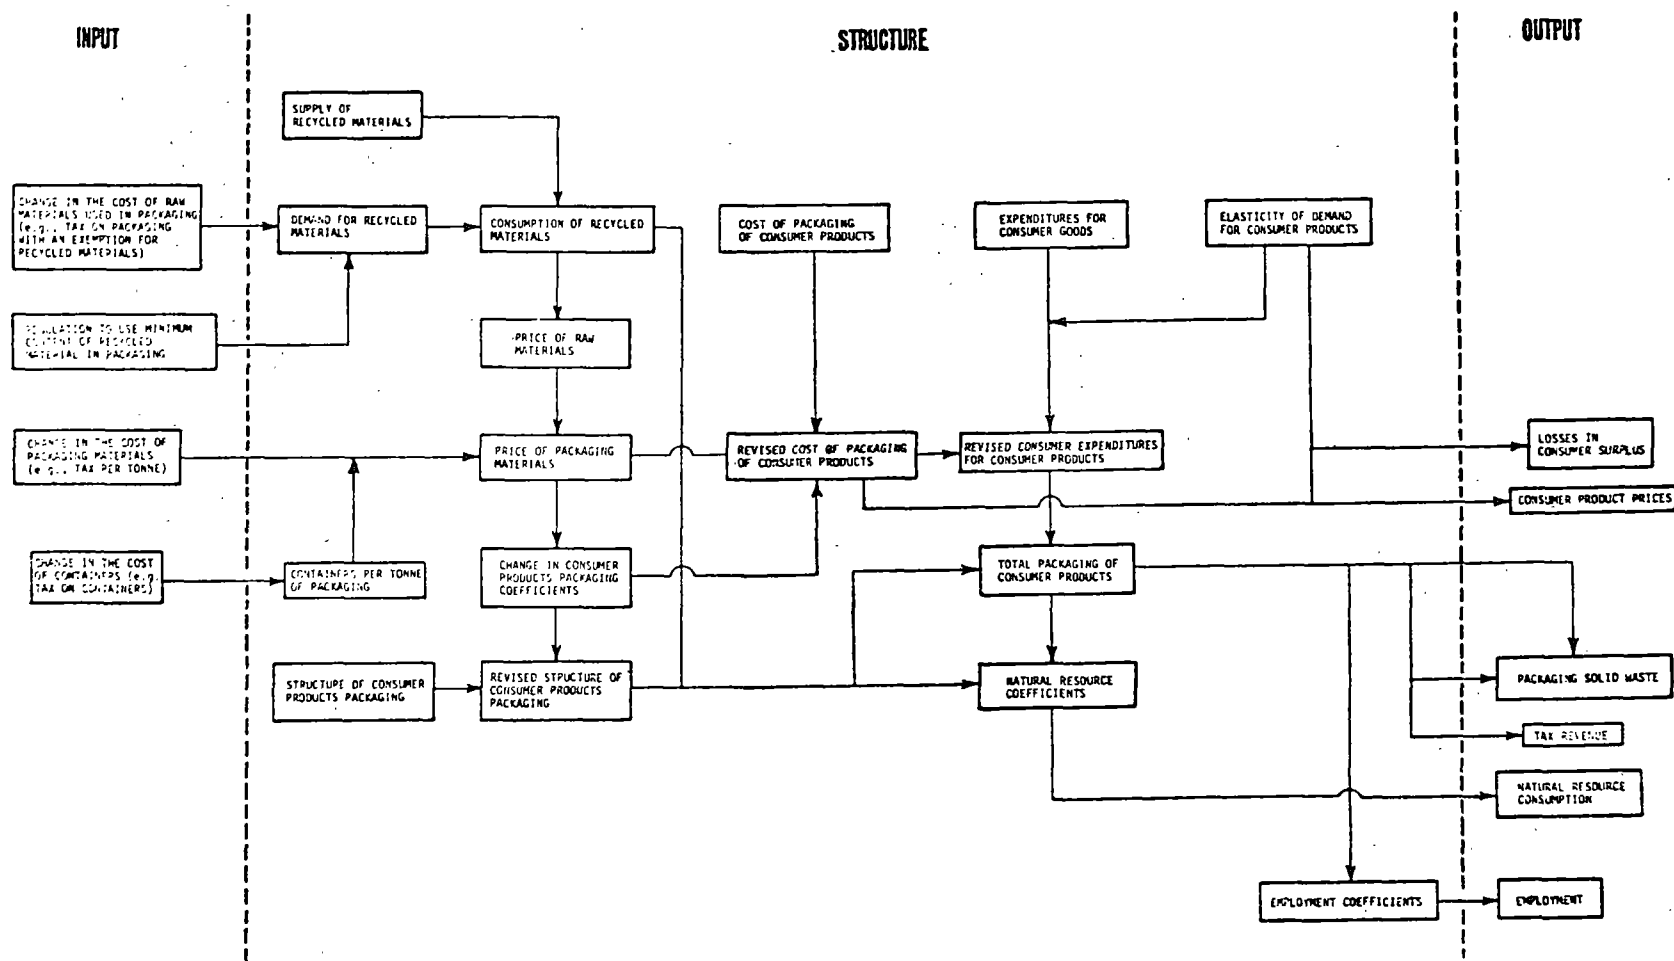 INPUT
STRUCTURE
OUTPUT
SUPPLY OF
RECYCLED MATERIALS
CHANGE IN THE COST OF RAW
MATERIALS USED IN PACKAGING
(e.g., TAX ON PACKAGING
WITH AN EXEMPTION FOR
RECYCLED MATERIALS)
DEMAND FOR RECYCLED
MATERIALS
CONSUMPTION OF RECYCLED
MATERIALS
COST OF PACKAGING
OF CONSUMER PRODUCTS
EXPENDITURES FOR
CONSUMER GOODS
ELASTICITY OF DEMAND
FOR CONSUMER PRODUCTS
REGULATION TO USE MINIMUM
CONTENT OF RECYCLED
MATERIAL IN PACKAGING
PRICE OF RAW
MATERIALS
CHANGE IN THE COST OF
PACKAGING MATERIALS
(e.g., TAX PER TONNE)
PRICE OF PACKAGING
MATERIALS
REVISED COST OF PACKAGING
OF CONSUMER PRODUCTS
REVISED CONSUMER EXPENDITURES
FOR CONSUMER PRODUCTS
LOSSES IN
CONSUMER SURPLUS
CONSUMER PRODUCT PRICES
CHANGE IN THE COST
OF CONTAINERS (e.g.
TAX ON CONTAINERS)
CONTAINERS PER TONNE
OF PACKAGING
CHANGE IN CONSUMER
PRODUCTS PACKAGING
COEFFICIENTS
TOTAL PACKAGING OF
CONSUMER PRODUCTS
STRUCTURE OF CONSUMER
PRODUCTS PACKAGING
REVISED STRUCTURE OF
CONSUMER PRODUCTS
PACKAGING
NATURAL RESOURCE
COEFFICIENTS
PACKAGING SOLID WASTE
TAX REVENUE
NATURAL RESOURCE
CONSUMPTION
EMPLOYMENT COEFFICIENTS
EMPLOYMENT